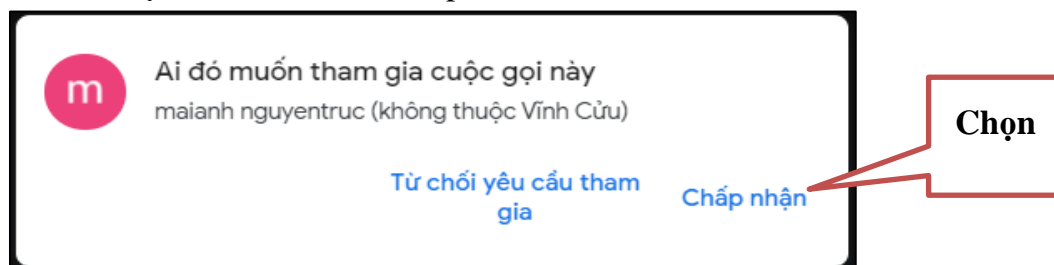 m
Ai đó muốn tham gia cuộc gọi này
maianh nguyentruc (không thuộc Vĩnh Cửu)
Từ chối yêu cầu tham
gia
Chấp nhận
Chọn